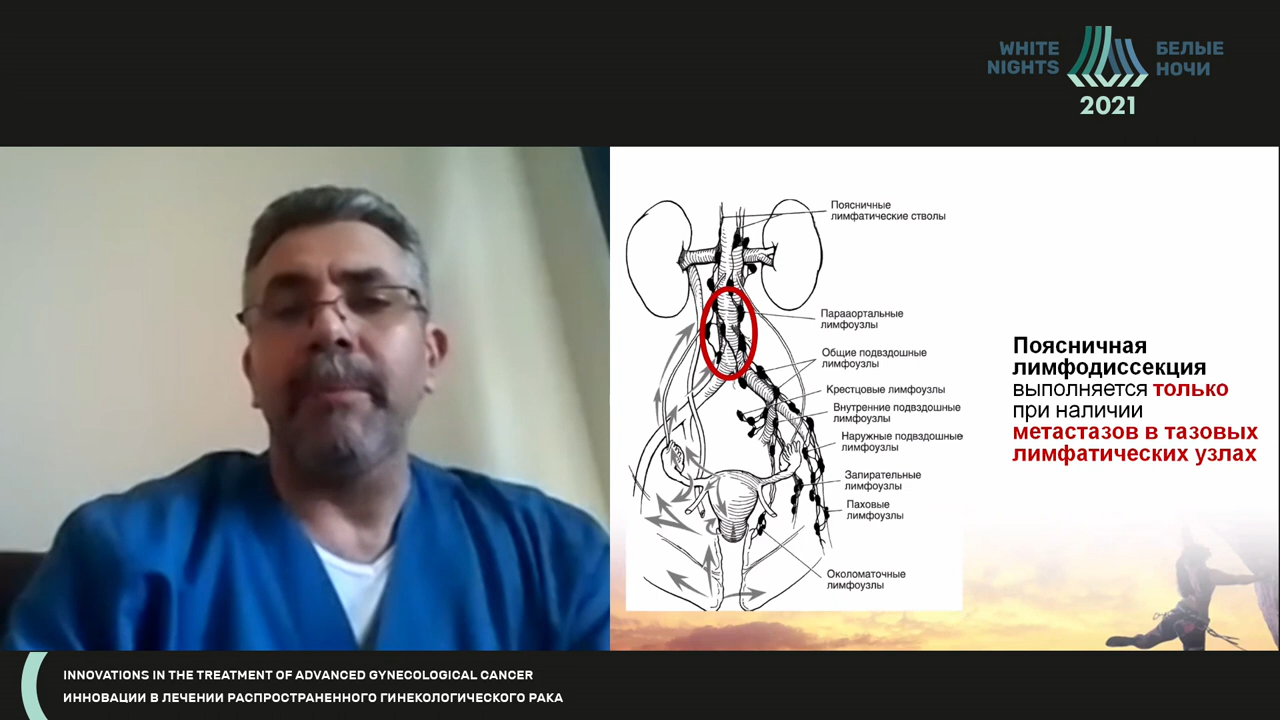 WHITE
NIGHTS
БЕЛЫЕ
НОЧИ
2021
Поясничные
лимфатические стволы
Парааортальные
лимфоузлы
Общие подвздошные
лимфоузлы
Крестцовые лимфоузлы
Внутренние подвздошные
лимфоузлы
Наружные подвздошные
лимфоузлы
Запирательные
лимфоузлы
Паховые
лимфоузлы
Околоматочные
лимфоузлы
Поясничная
лимфодиссекция
выполняется только
при наличии
метастазов в тазовых
лимфатических узлах
INNOVATIONS IN THE TREATMENT OF ADVANCED GYNECOLOGICAL CANCER
ИННОВАЦИИ В ЛЕЧЕНИИ РАСПРОСТРАНЕННОГО ГИНЕКОЛОГИЧЕСКОГО РАКА